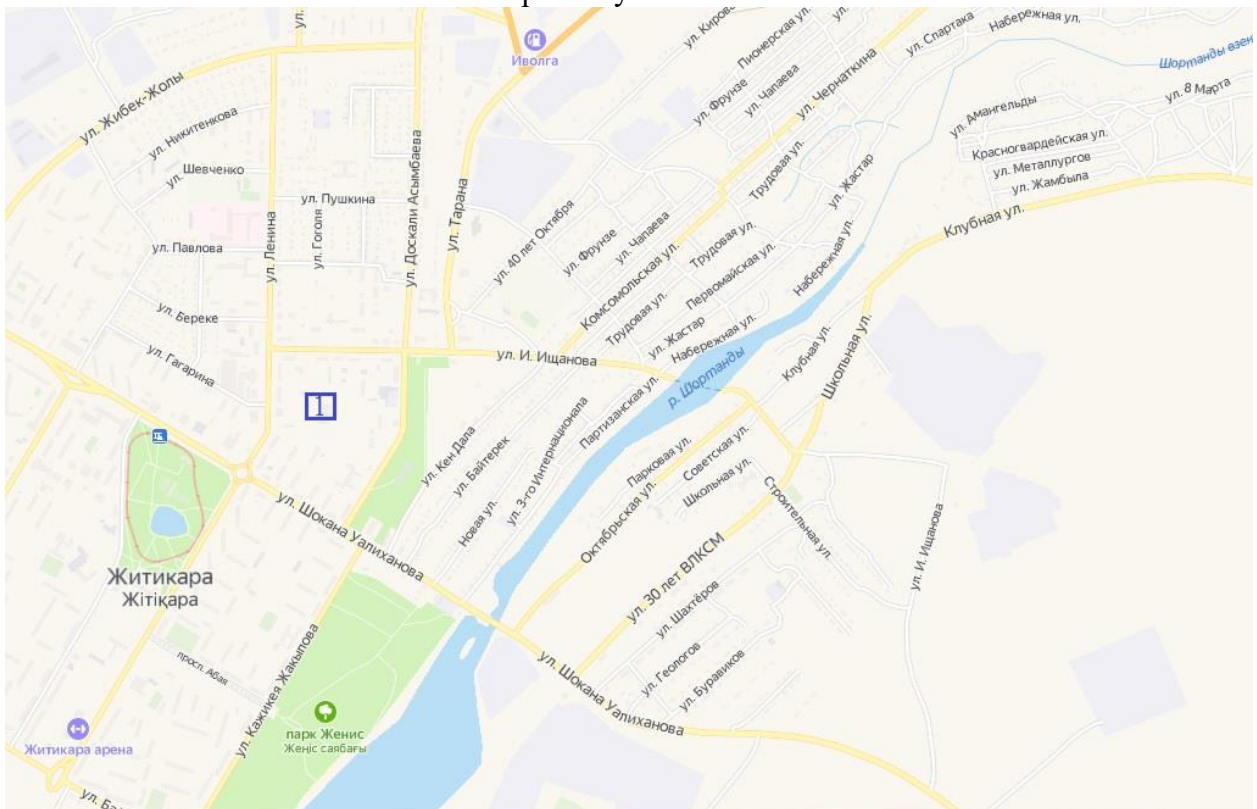 ул. Кирово
Пионерская ул.
ул.
ул. Спартака
Набережная ул.
ул.
Иволга
Шортанды өзені
ул. Чапаева
ул. Чернаткина
ул. Фрунзе
ул. 8 Марта
ул. Жибек-Жолы
ул. Амангельды
ул. Никитенкова
Красногвардейская ул.
ул. Доскали Асымбаева
Трудовая ул.
ул. Металлургов
ул. Шевченко
ул. Жастар
ул. Жамбыла
ул. Пушкина
ул. Тарана
Клубная ул.
ул. 40 лет Октября
ул. Чапаева
ул. Гоголя
ул. Ленина
ул. Павлова
ул. Фрунзе
Трудовая ул.
Набережная ул.
Комсомольская ул.
Первомайская ул.
ул. Береке
Трудовая ул.
ул. Жастар
Набережная ул.
ул. Гагарина
ул. И. Ищанова
Клубная ул.
Школьная ул.
р. Шортанды
1
Партизанская ул.
ул. 3-го Интернационала
ул. Кен Дала
ул. Байтерек
Парковая ул.
Советская ул.
Школьная ул.
Новая ул.
Октябрьская ул.
Строительная ул.
ул. Шокана Уалиханова
ул. И. Ищанова
ул. 30 лет ВЛКСМ
Житикара
Жітіқара
ул. Шахтёров
просп. Абая
ул. Кажикея Жакыпова
ул. Шокана Уалиханова
ул. Геологов
ул. Буравиков
парк Женис
Жеңіс саябағы
Житикара арена